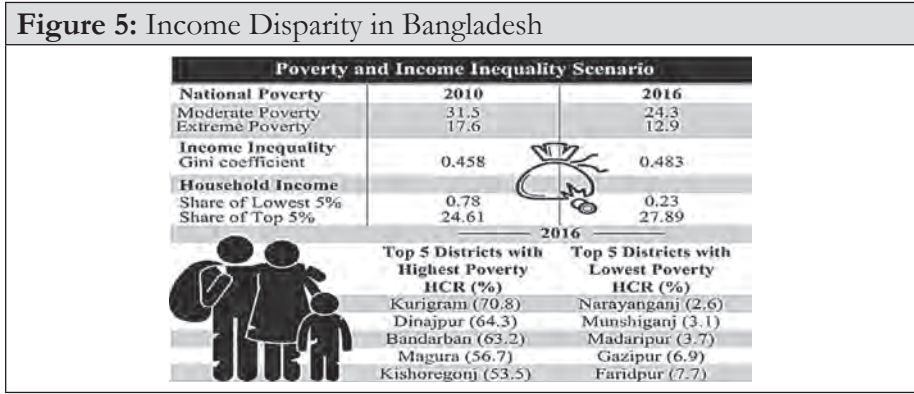 Figure 5: Income Disparity in Bangladesh
Poverty and Income Inequality Scenario
National Poverty 2010 2016
Moderate Poverty 31.5 24.3
Extreme Poverty 17.6 12.9
Income Inequality
Gini coefficient 0.458 0.483
Household Income
Share of Lowest 5% 0.78 0.23
Share of Top 5% 24.61 27.89
2016
Top 5 Districts with Top 5 Districts with
Highest Poverty Lowest Poverty
HCR (%) HCR (%)
Kurigram (70.8) Narayanganj (2.6)
Dinajpur (64.3) Munshiganj (3.1)
Bandarban (63.2) Madaripur (3.7)
Magura (56.7) Gazipur (6.9)
Kishoregonj (53.5) Faridpur (7.7)